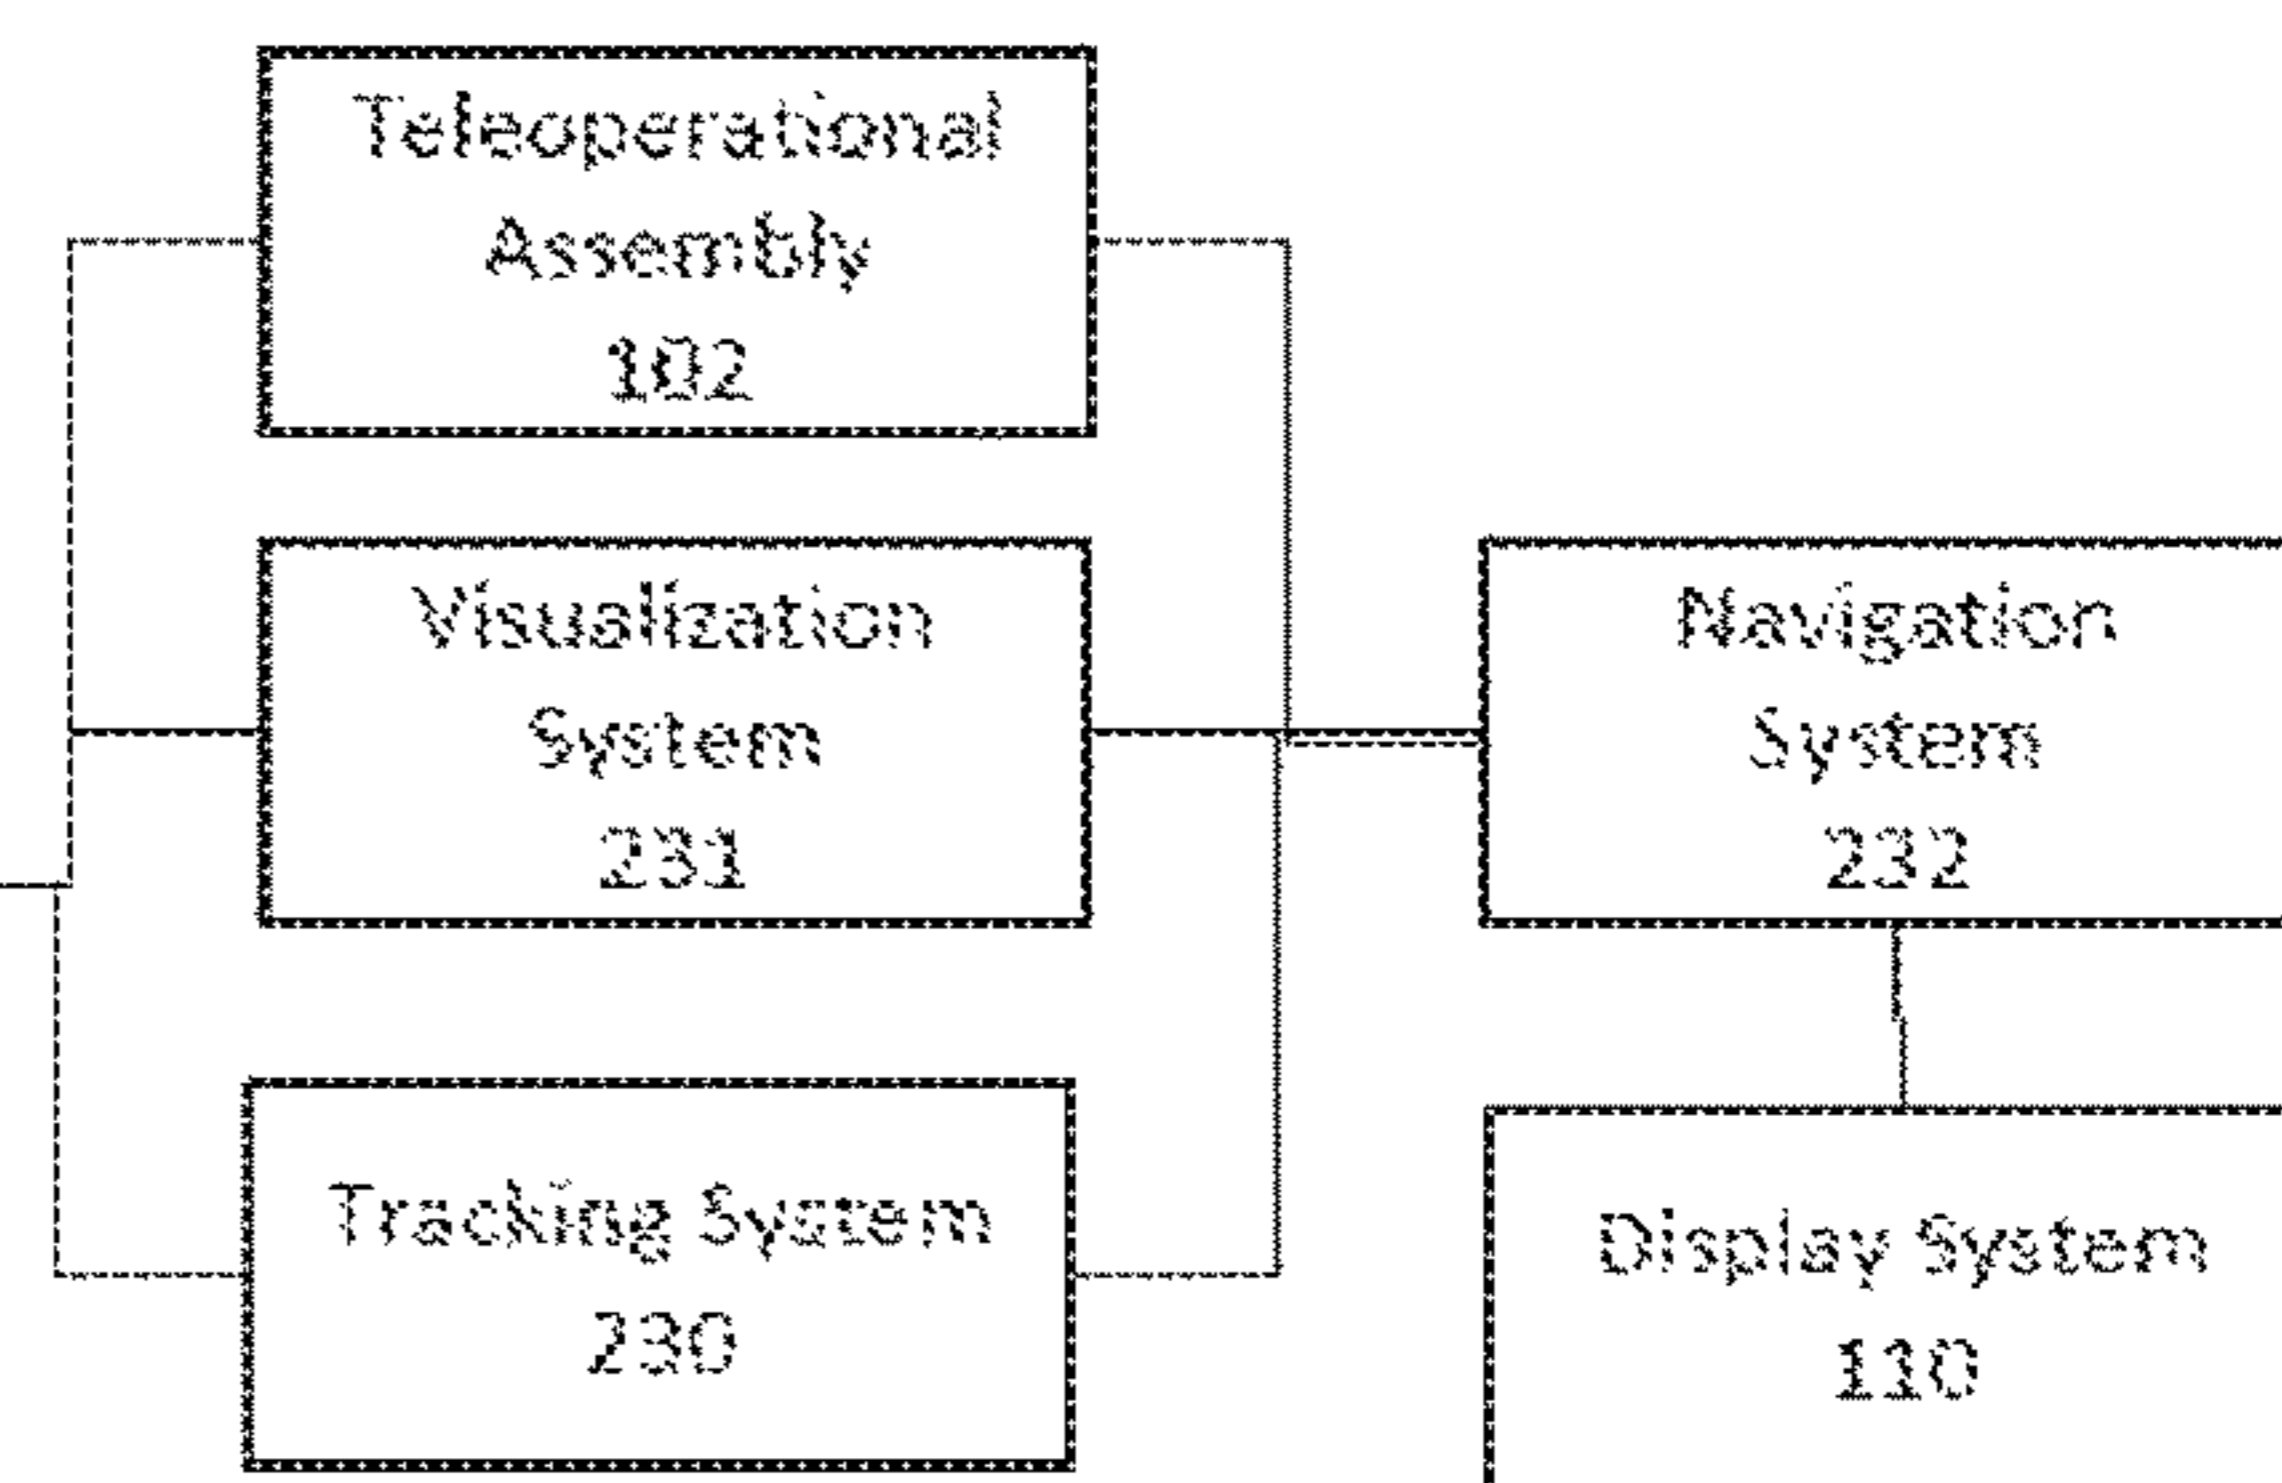 Teleoperational
Assembly
102
Visualization
System
231
Navigation
System
232
Tracking System
230
Display System
110